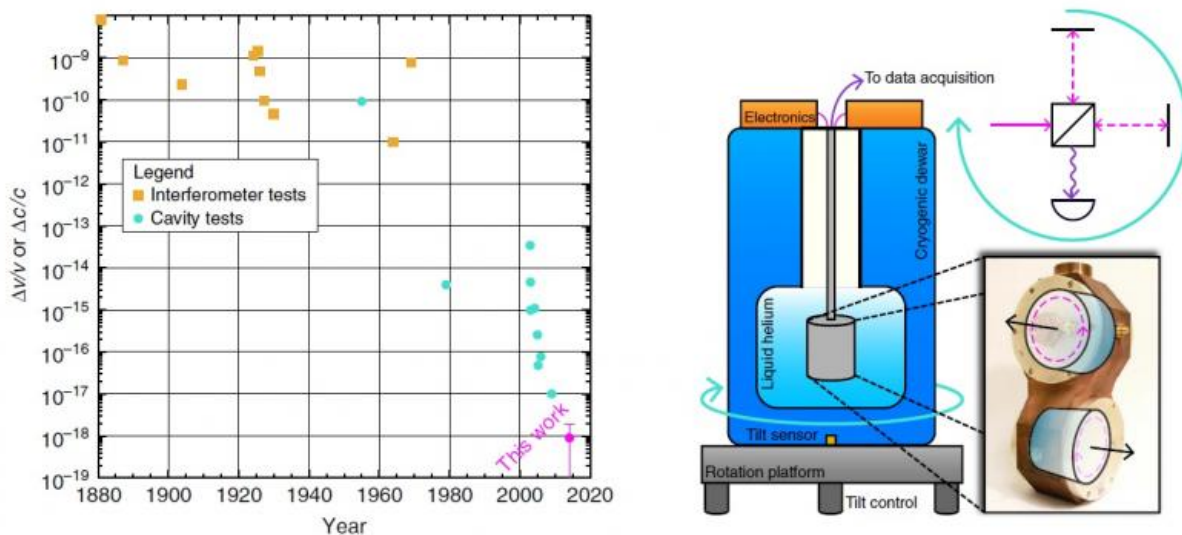 10⁻⁹
10⁻¹⁰
10⁻¹¹
10⁻¹²
10⁻¹³
10⁻¹⁴
10⁻¹⁵
10⁻¹⁶
10⁻¹⁷
10⁻¹⁸
10⁻¹⁹
Δν/ν or Δc/c
Legend
Interferometer tests
Cavity tests
This work
1880 1900 1920 1940 1960 1980 2000 2020
Year
To data acquisition
Electronics
Cryogenic dewar
Liquid helium
Tilt sensor
Rotation platform
Tilt control